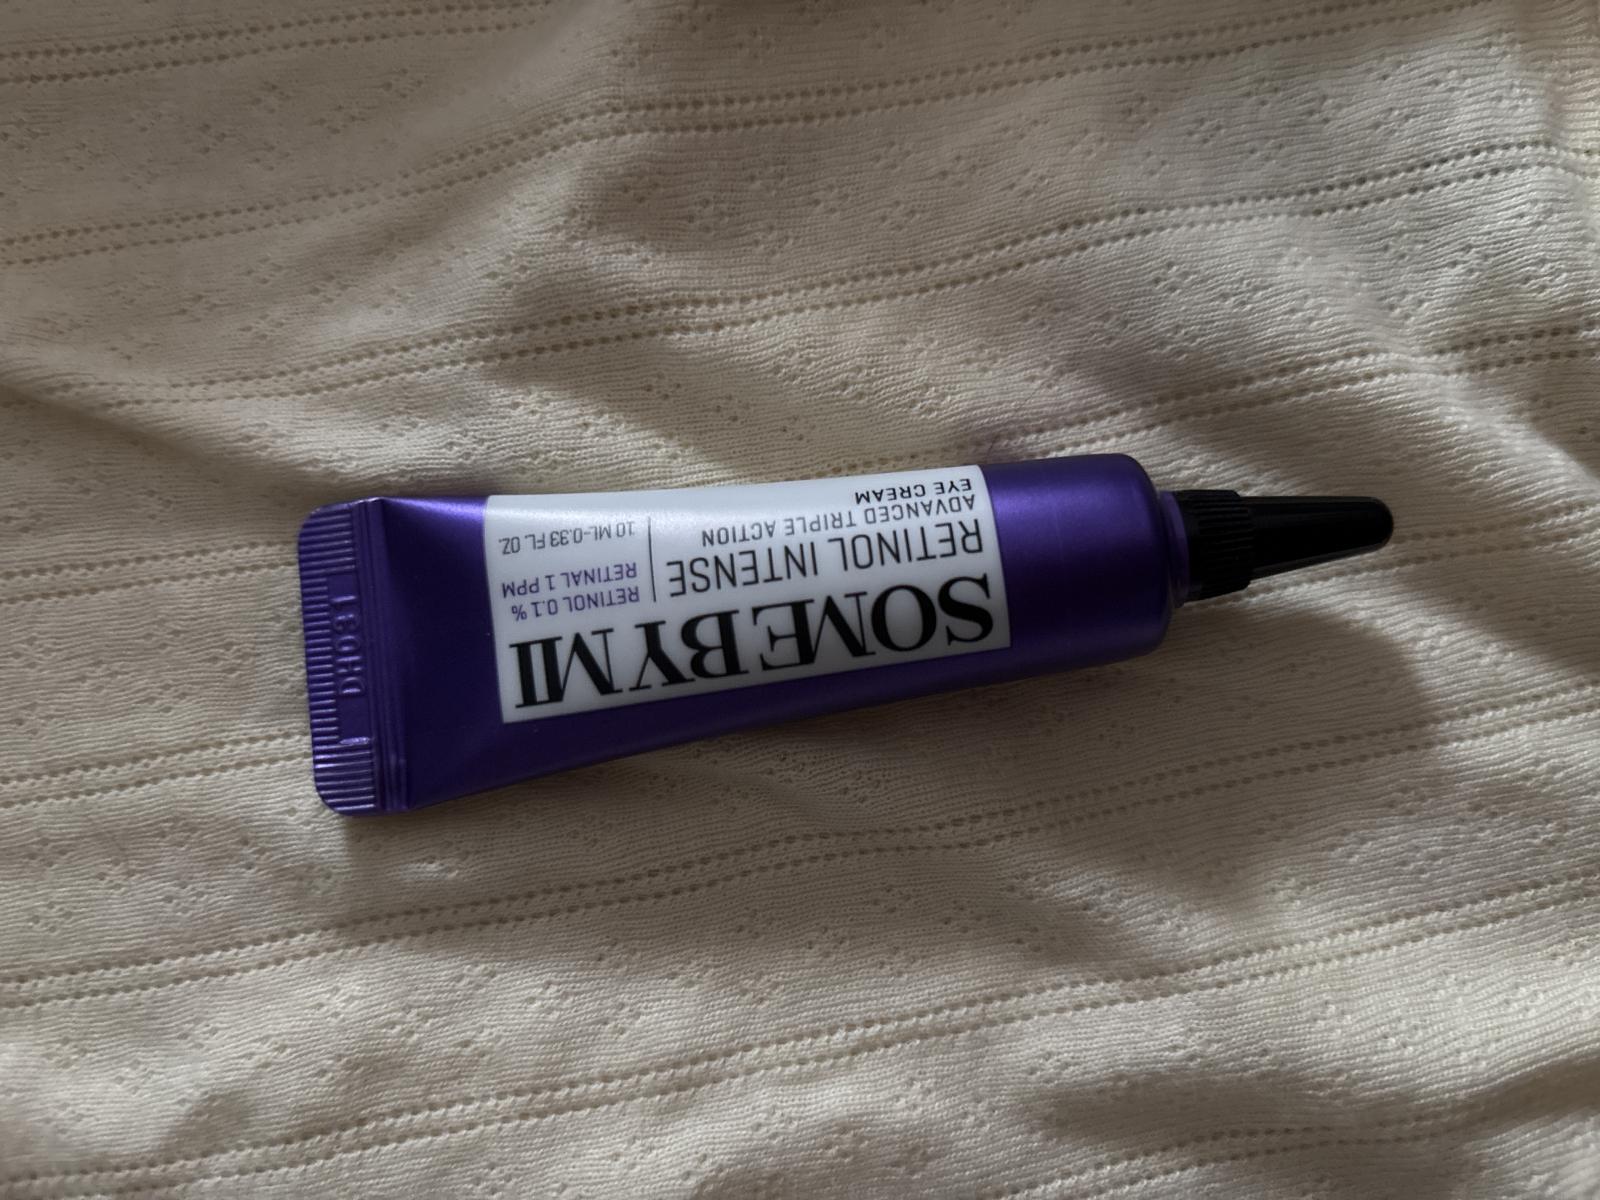 SOME BY MI
RETINOL INTENSE
ADVANCED TRIPLE ACTION
EYE CREAM
RETINOL 0.1%
RETINAL 1 PPM
10 ML-0.33 FL. OZ.